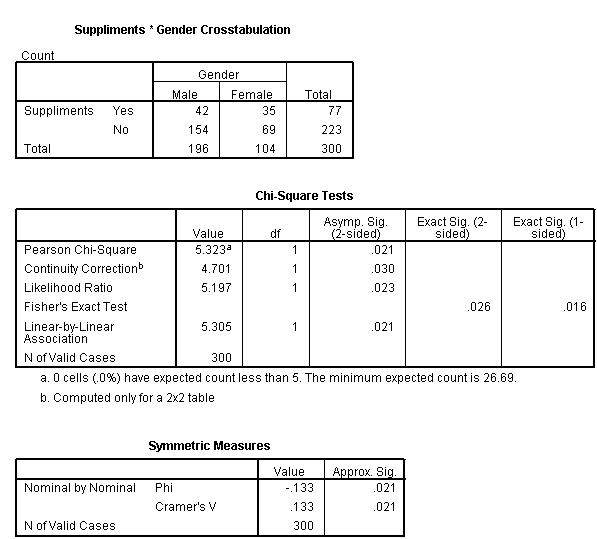 Suppliments * Gender Crosstabulation
Count
Gender
Male Female Total
Suppliments Yes 42 35 77
No 154 69 223
Total 196 104 300
Chi-Square Tests
Value df Asymp. Sig. (2-sided) Exact Sig. (2-sided) Exact Sig. (1-sided)
Pearson Chi-Square 5.323a 1 .021
Continuity Correctionb 4.701 1 .030
Likelihood Ratio 5.197 1 .023
Fisher's Exact Test .026 .016
Linear-by-Linear Association 5.305 1 .021
N of Valid Cases 300
a. 0 cells (.0%) have expected count less than 5. The minimum expected count is 26.69.
b. Computed only for a 2x2 table
Symmetric Measures
Value Approx. Sig.
Nominal by Nominal Phi -.133 .021
Cramer's V .133 .021
N of Valid Cases 300